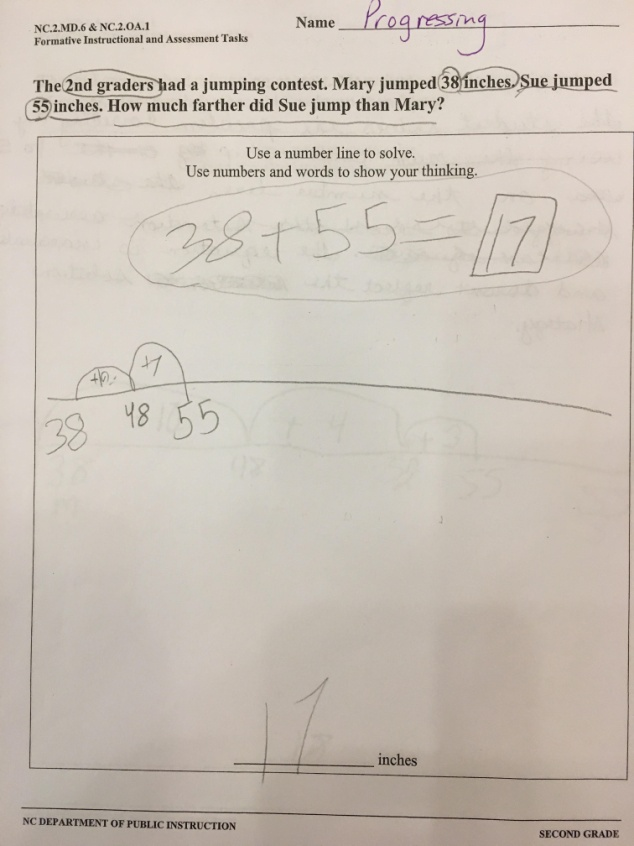 NC.2.MD.6 & NC.2.OA.1
Formative Instructional and Assessment Tasks
Name Progressing
The 2nd graders had a jumping contest. Mary jumped 38 inches. Sue jumped
55 inches. How much farther did Sue jump than Mary?
Use a number line to solve.
Use numbers and words to show your thinking.
38 + 55 = 17
+10 +7
38 48 55
17 inches
NC DEPARTMENT OF PUBLIC INSTRUCTION
SECOND GRADE